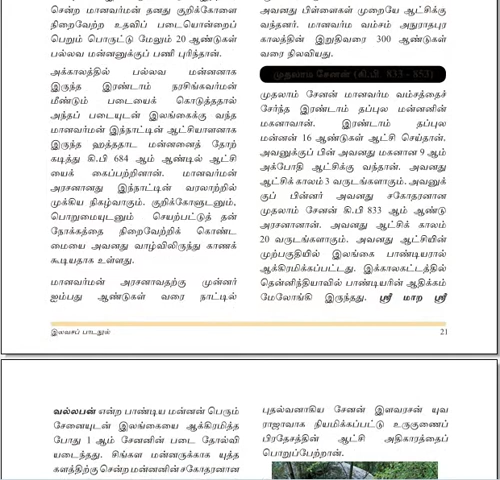 சென்ற மானவர்மன் தனது குறிக்கோளை
நிறைவேற்ற உதவிப் படையொன்றைப்
பெறும் பொருட்டு மேலும் 20 ஆண்டுகள்
பல்லவ மன்னனுக்குப் பணி புரிந்தான்.
அக்காலத்தில் பல்லவ மன்னனாக
இருந்த இரண்டாம் நரசிங்கவர்மன்
மீண்டும் படையைக் கொடுத்ததால்
அந்தப் படையுடன் இலங்கைக்கு வந்த
மானவர்மன் இந்நாட்டின் ஆட்சியாளனாக
இருந்த ஹத்ததாட மன்னனைத் தோற்
கடித்து கி.பி 684 ஆம் ஆண்டில் ஆட்சி
யைக் கைப்பற்றினான். மானவர்மன்
அரசனானது இந்நாட்டின் வரலாற்றில்
முக்கிய நிகழ்வாகும். குறிக்கோளுடனும்,
பொறுமையுடனும் செயற்பட்டுத் தன்
நோக்கத்தை நிறைவேற்றிக் கொண்ட
மையை அவனது வாழ்விலிருந்து காணக்
கூடியதாக உள்ளது.
மானவர்மன் அரசனாவதற்கு முன்னர்
ஐம்பது ஆண்டுகள் வரை நாட்டில்
அவனது பிள்ளைகள் முறையே ஆட்சிக்கு
வந்தனர். மானவர்ம வம்சம் அநுராதபுர
காலத்தின் இறுதிவரை 300 ஆண்டுகள்
வரை நிலவியது.
முதலாம் சேனன் (கி.பி. 833 - 853)
முதலாம் சேனன் மானவர்ம வம்சத்தைச்
சேர்ந்த இரண்டாம் தப்புல மன்னனின்
மகனாவான். இரண்டாம் தப்புல
மன்னன் 16 ஆண்டுகள் ஆட்சி செய்தான்.
அவனுக்குப் பின் அவனது மகனான 9 ஆம்
அக்போதி ஆட்சிக்கு வந்தான். அவனது
ஆட்சிக் காலம் 3 வருடங்களாகும். அவனுக்
குப் பின்னர் அவனது சகோதரனான
முதலாம் சேனன் கி.பி 833 ஆம் ஆண்டு
அரசனானான். அவனது ஆட்சிக் காலம்
20 வருடங்களாகும். அவனது ஆட்சியின்
முற்பகுதியில் இலங்கை பாண்டியரால்
ஆக்கிரமிக்கப்பட்டது. இக்காலகட்டத்தில்
தென்னிந்தியாவில் பாண்டியரின் ஆதிக்கம்
மேலோங்கி இருந்தது. ஸ்ரீ மாற ஸ்ரீ
இலவசப் பாடநூல் 21
வல்லபன் என்ற பாண்டிய மன்னன் பெரும்
சேனையுடன் இலங்கையை ஆக்கிரமித்த
போது 1 ஆம் சேனனின் படை தோல்வி
யடைந்தது. சிங்கள மன்னருக்காக யுத்த
களத்திற்கு சென்ற மன்னனின் சகோதரனான
புதல்வனாகிய சேனன் இளவரசன் யுவ
ராஜாவாக நியமிக்கப்பட்டு உருகுணைப்
பிரதேசத்தின் ஆட்சி அதிகாரத்தைப்
பொறுப்பேற்றான்.